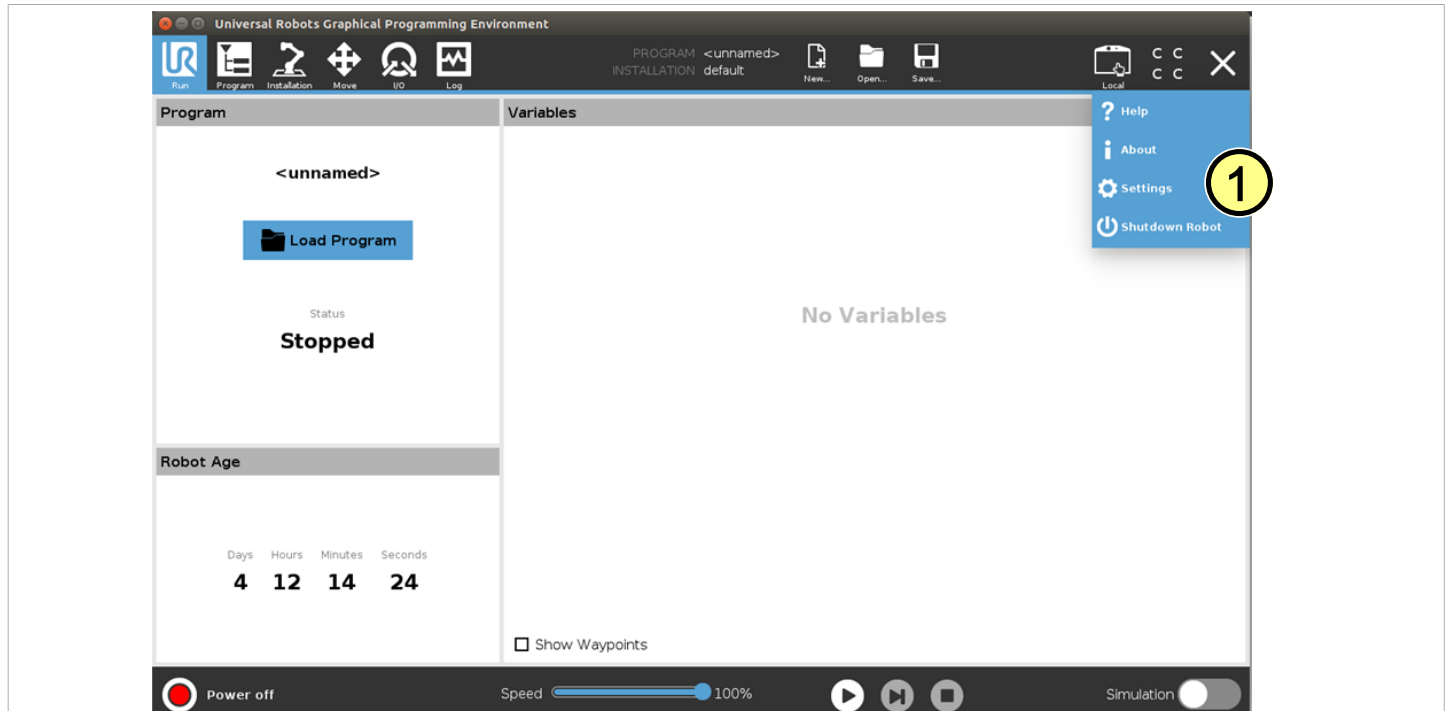 Universal Robots Graphical Programming Environment
UR
Run
Program
Installation
Move
I/O
Log
PROGRAM <unnamed>
INSTALLATION default
New...
Open...
Save...
Local
C C
C C
Program
<unnamed>
Load Program
Status
Stopped
Robot Age
Days Hours Minutes Seconds
4 12 14 24
Variables
No Variables
Show Waypoints
? Help
i About
Settings
Shutdown Robot
1
Power off
Speed
100%
Simulation